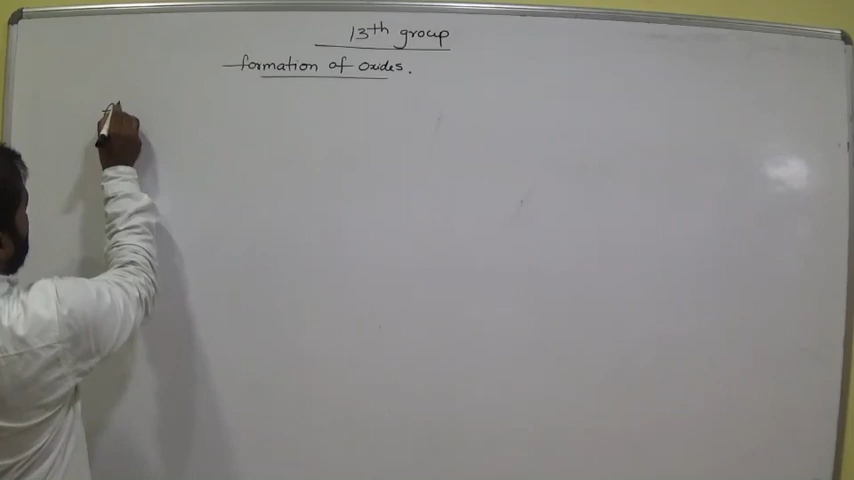 13th group
formation of oxides.